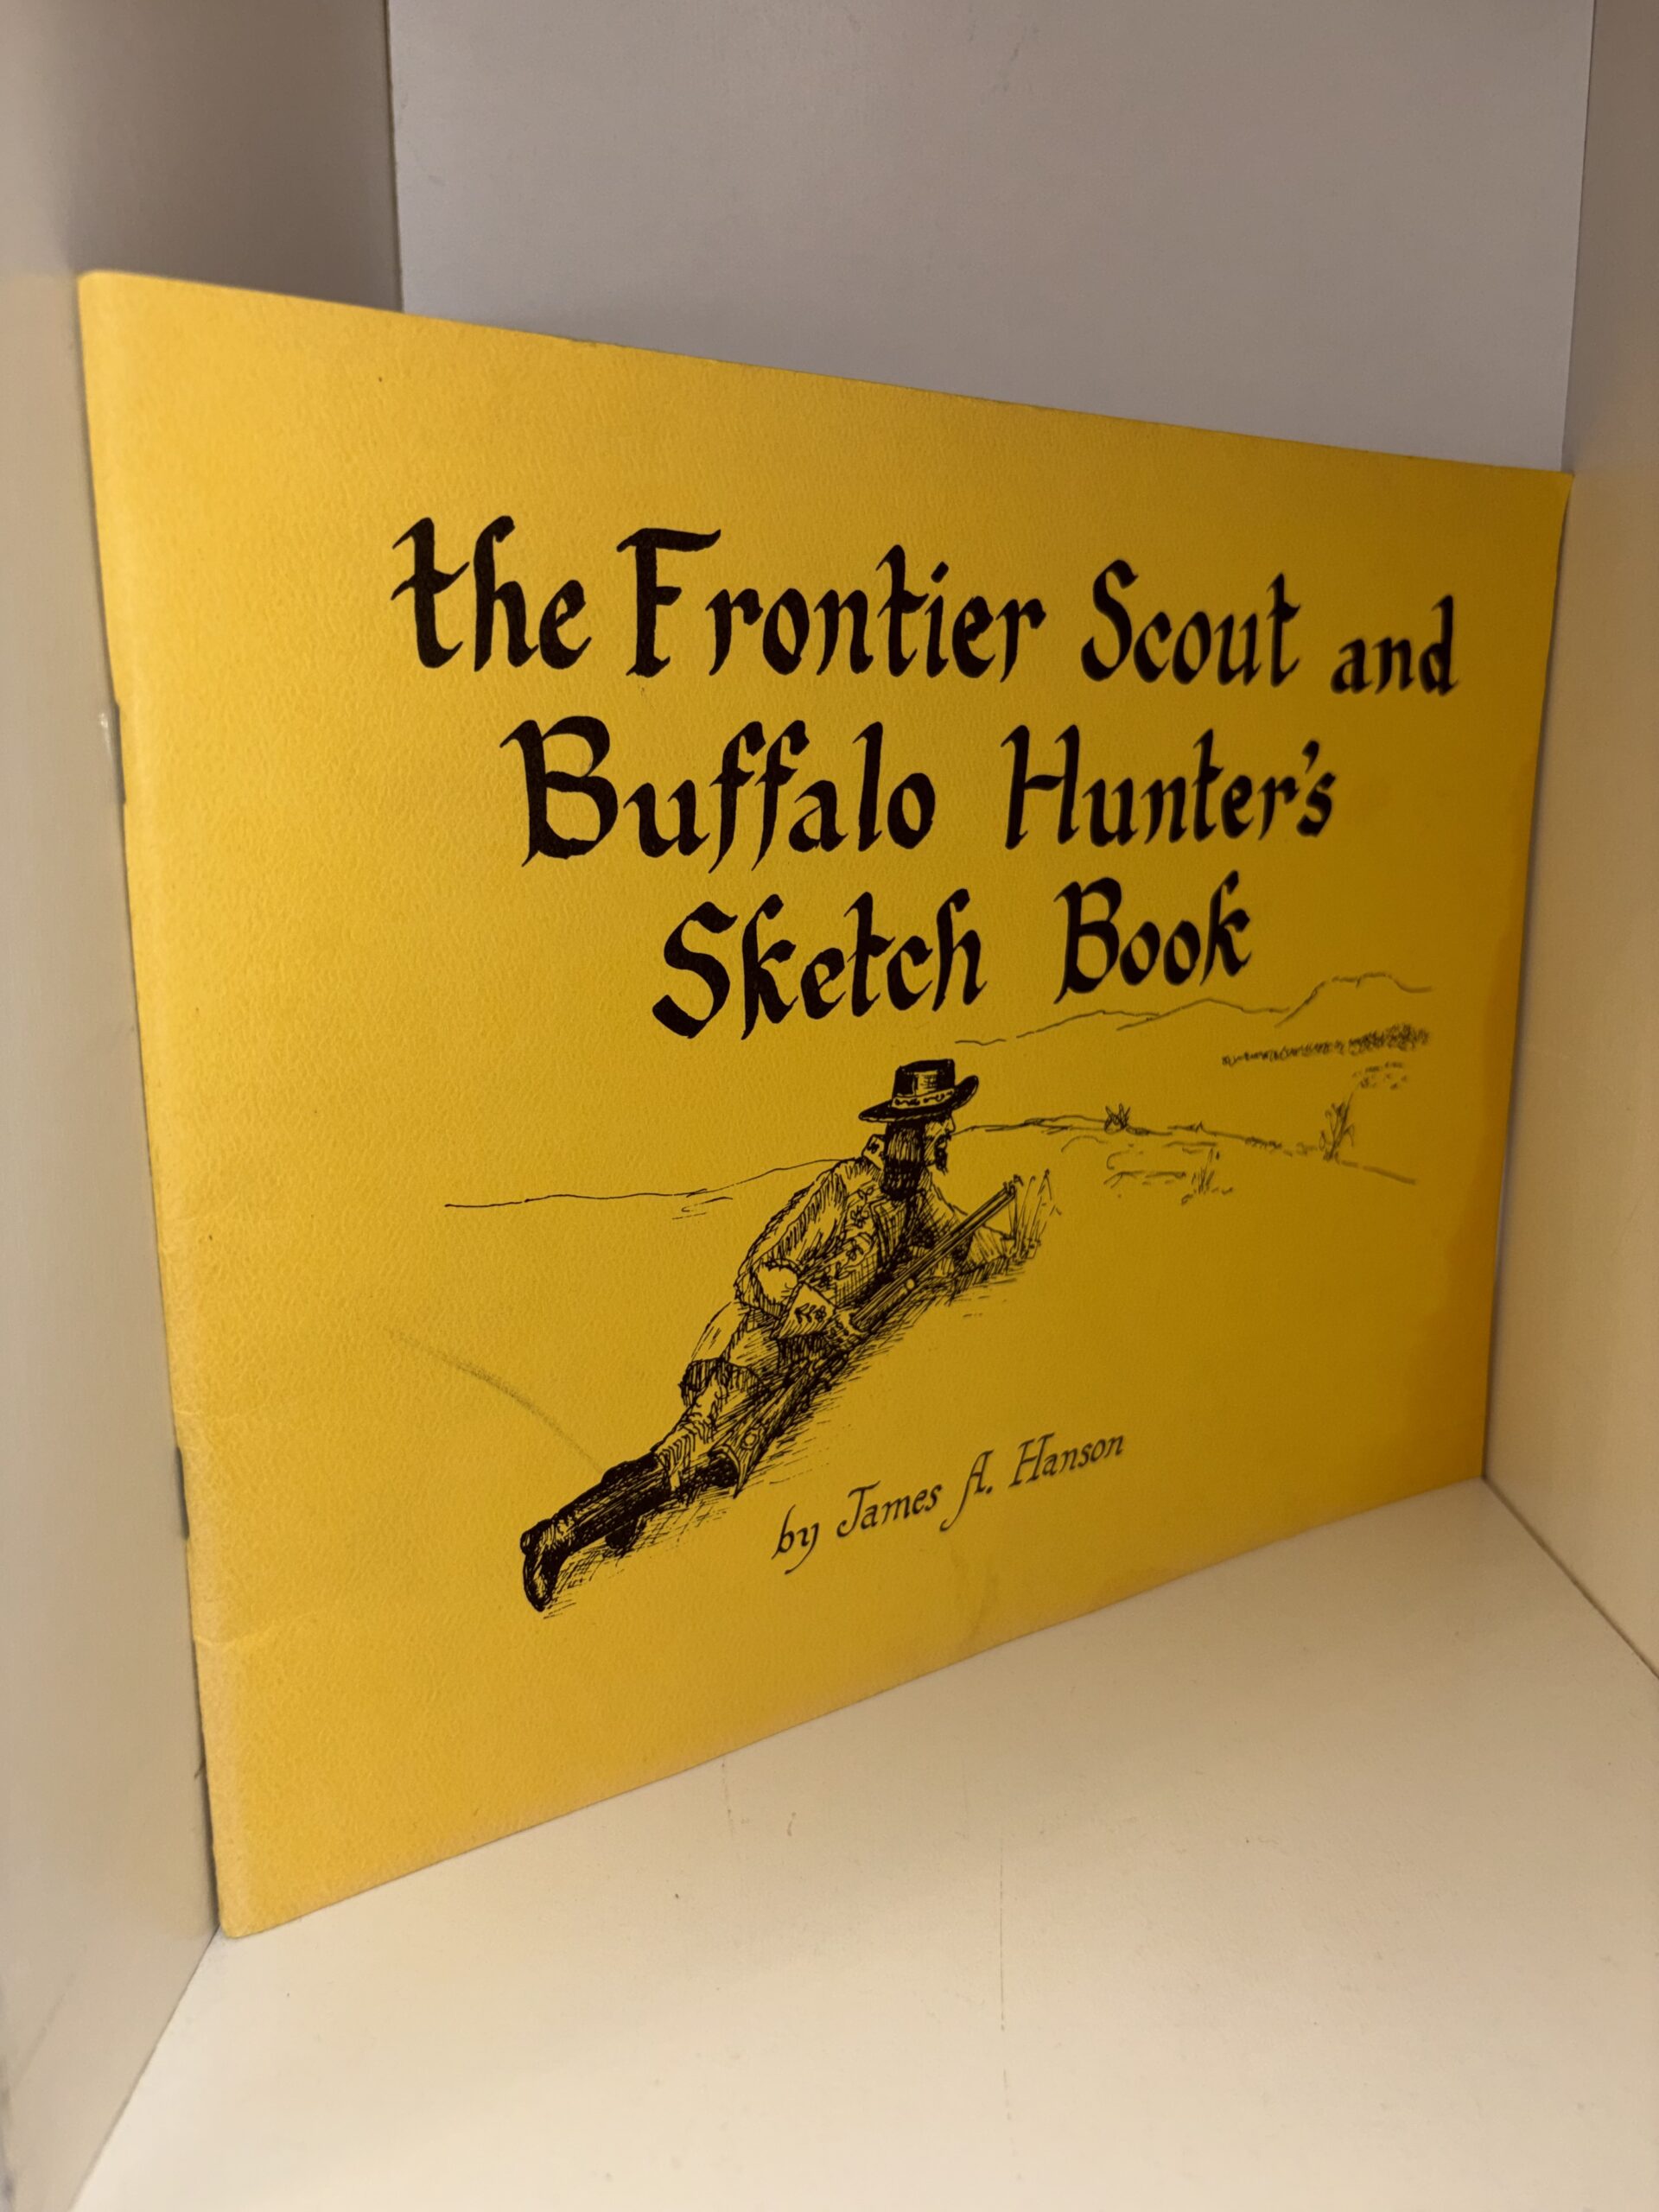 the Frontier Scout and
Buffalo Hunter's
Sketch Book
by James A. Hanson